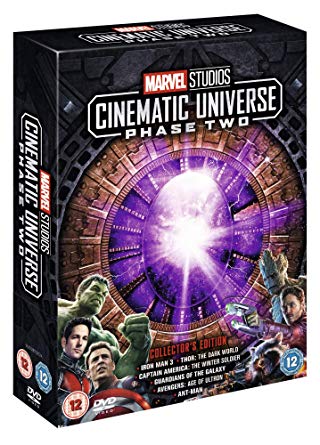 MARVEL STUDIOS
CINEMATIC UNIVERSE
PHASE TWO
COLLECTOR'S EDITION
IRON MAN 3 • THOR: THE DARK WORLD
CAPTAIN AMERICA: THE WINTER SOLDIER
GUARDIANS OF THE GALAXY
AVENGERS: AGE OF ULTRON
ANT-MAN
12
MARVEL STUDIOS
CINEMATIC UNIVERSE
PHASE TWO
12
DVD
VIDEO
12